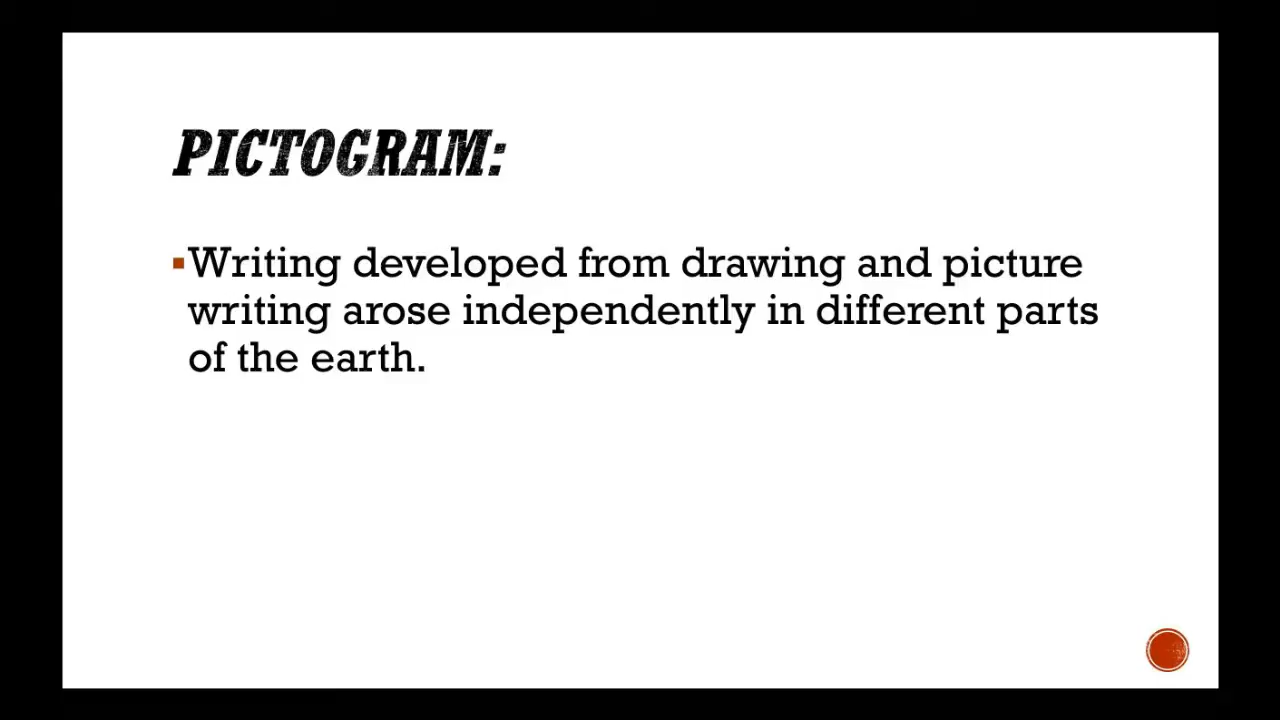 PICTOGRAM:
▪Writing developed from drawing and picture
writing arose independently in different parts
of the earth.